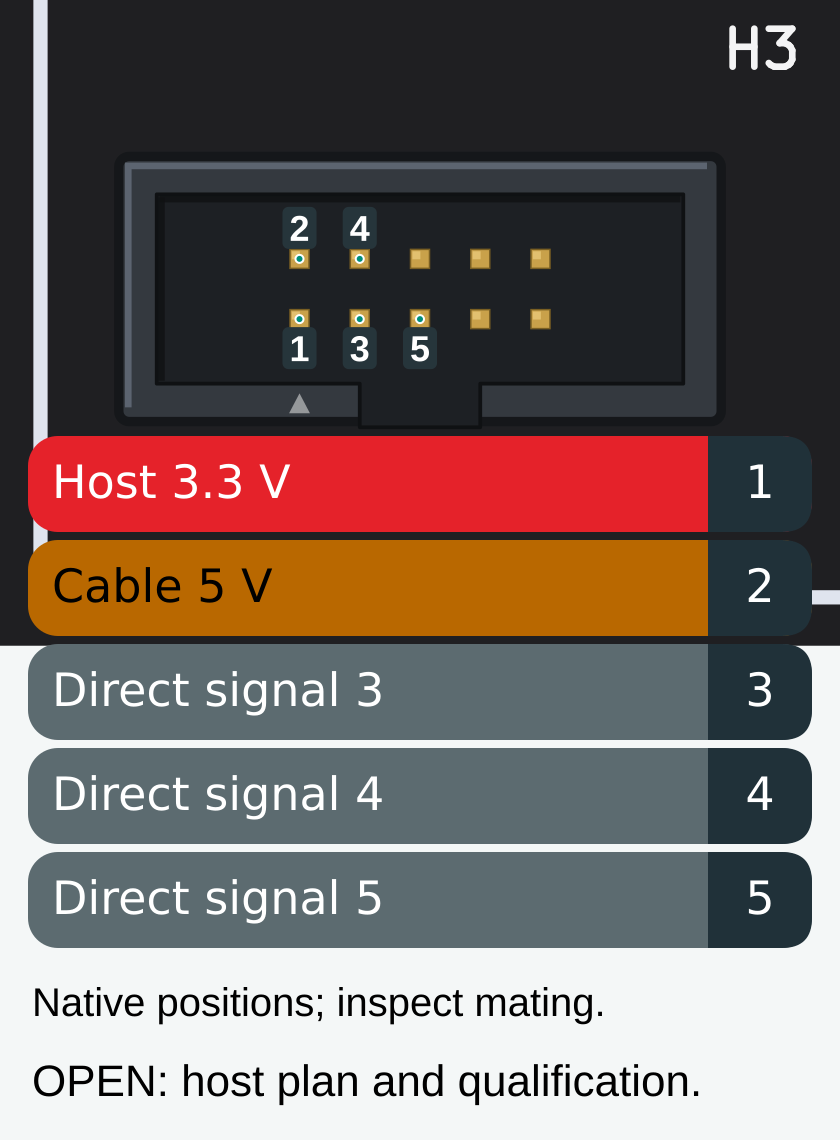 H3
2 4
1 3 5
Host 3.3 V 1
Cable 5 V 2
Direct signal 3 3
Direct signal 4 4
Direct signal 5 5
Native positions; inspect mating.
OPEN: host plan and qualification.